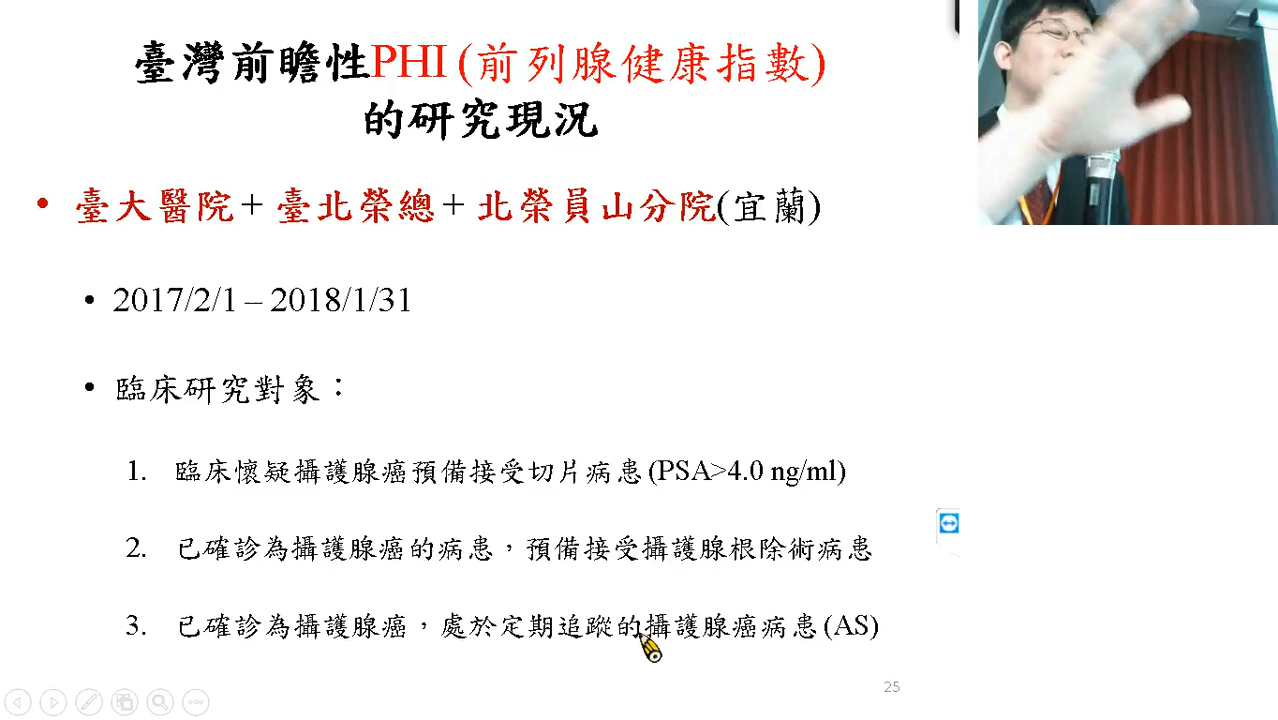 臺灣前瞻性PHI (前列腺健康指數)
的研究現況
• 臺大醫院+ 臺北榮總+ 北榮員山分院(宜蘭)
• 2017/2/1 – 2018/1/31
• 臨床研究對象：
1. 臨床懷疑攝護腺癌預備接受切片病患(PSA>4.0 ng/ml)
2. 已確診為攝護腺癌的病患，預備接受攝護腺根除術病患
3. 已確診為攝護腺癌，處於定期追蹤的攝護腺癌病患(AS)
25